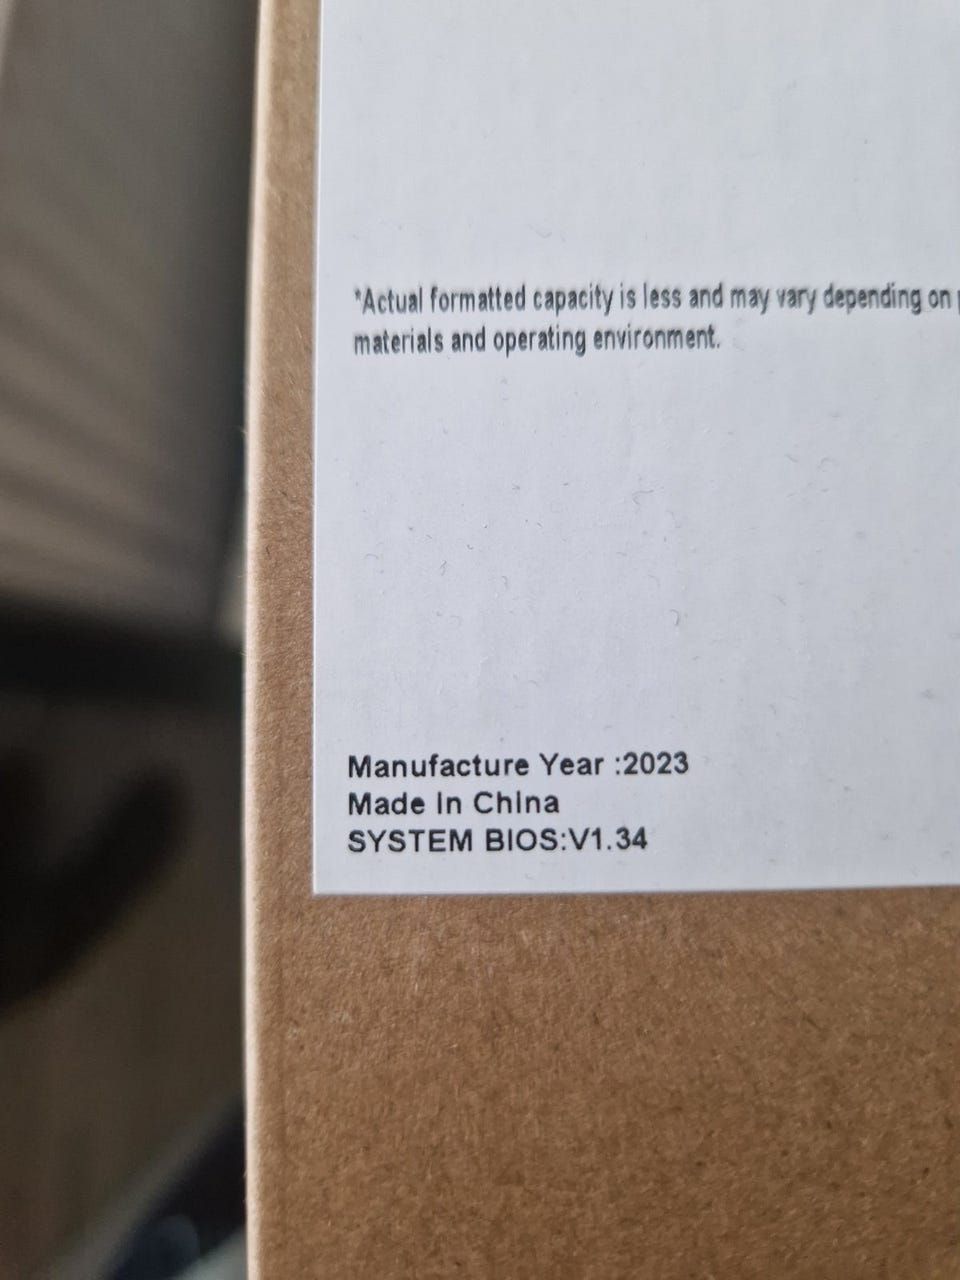 *Actual formatted capacity is less and may vary depending on
materials and operating environment.
Manufacture Year :2023
Made In China
SYSTEM BIOS:V1.34